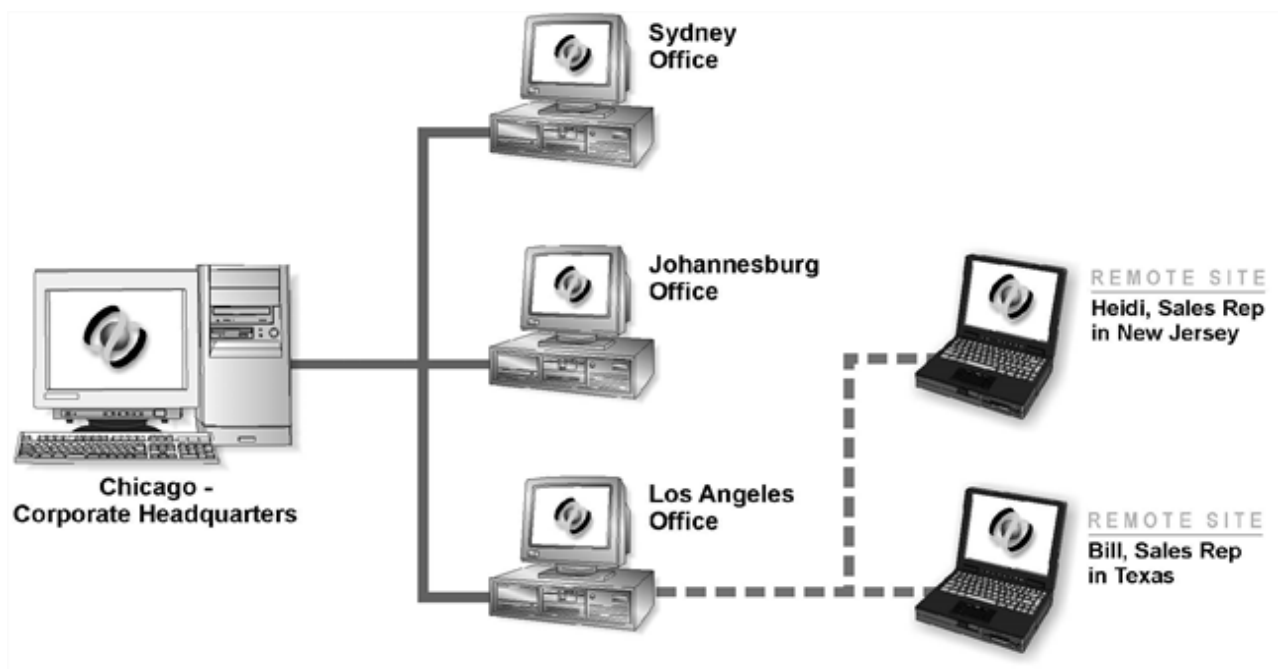 Sydney
Office
Johannesburg
Office
REMOTE SITE
Heidi, Sales Rep
in New Jersey
Chicago -
Corporate Headquarters
Los Angeles
Office
REMOTE SITE
Bill, Sales Rep
in Texas